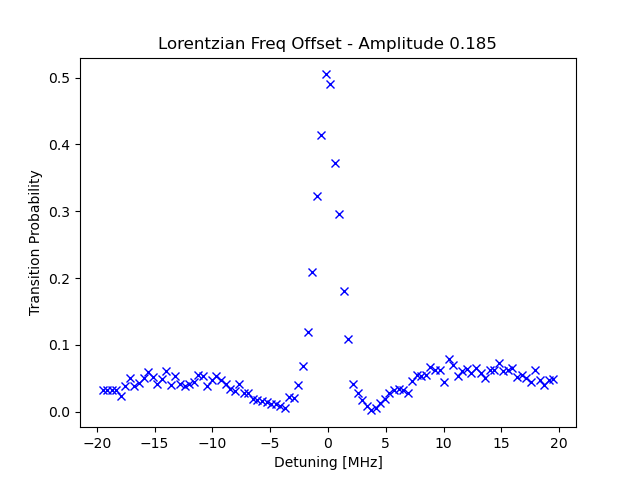 Lorentzian Freq Offset - Amplitude 0.185
Transition Probability
0.5
0.4
0.3
0.2
0.1
0.0
−20 −15 −10 −5 0 5 10 15 20
Detuning [MHz]